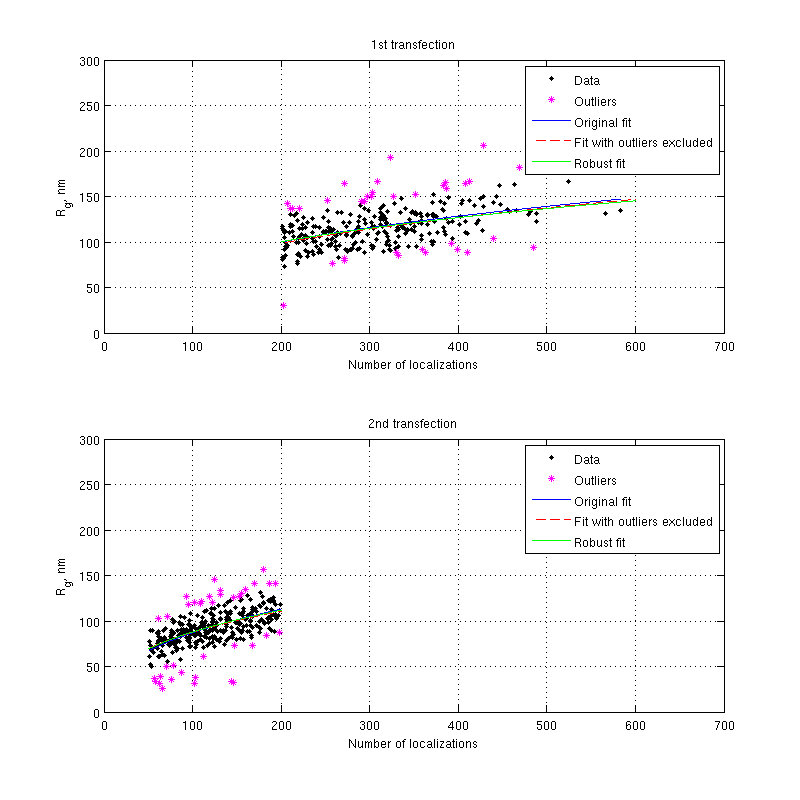 1st transfection
300
250
200
150
100
50
0
R_g, nm
Data
Outliers
Original fit
Fit with outliers excluded
Robust fit
0 100 200 300 400 500 600 700
Number of localizations
2nd transfection
300
250
200
150
100
50
0
R_g, nm
Data
Outliers
Original fit
Fit with outliers excluded
Robust fit
0 100 200 300 400 500 600 700
Number of localizations